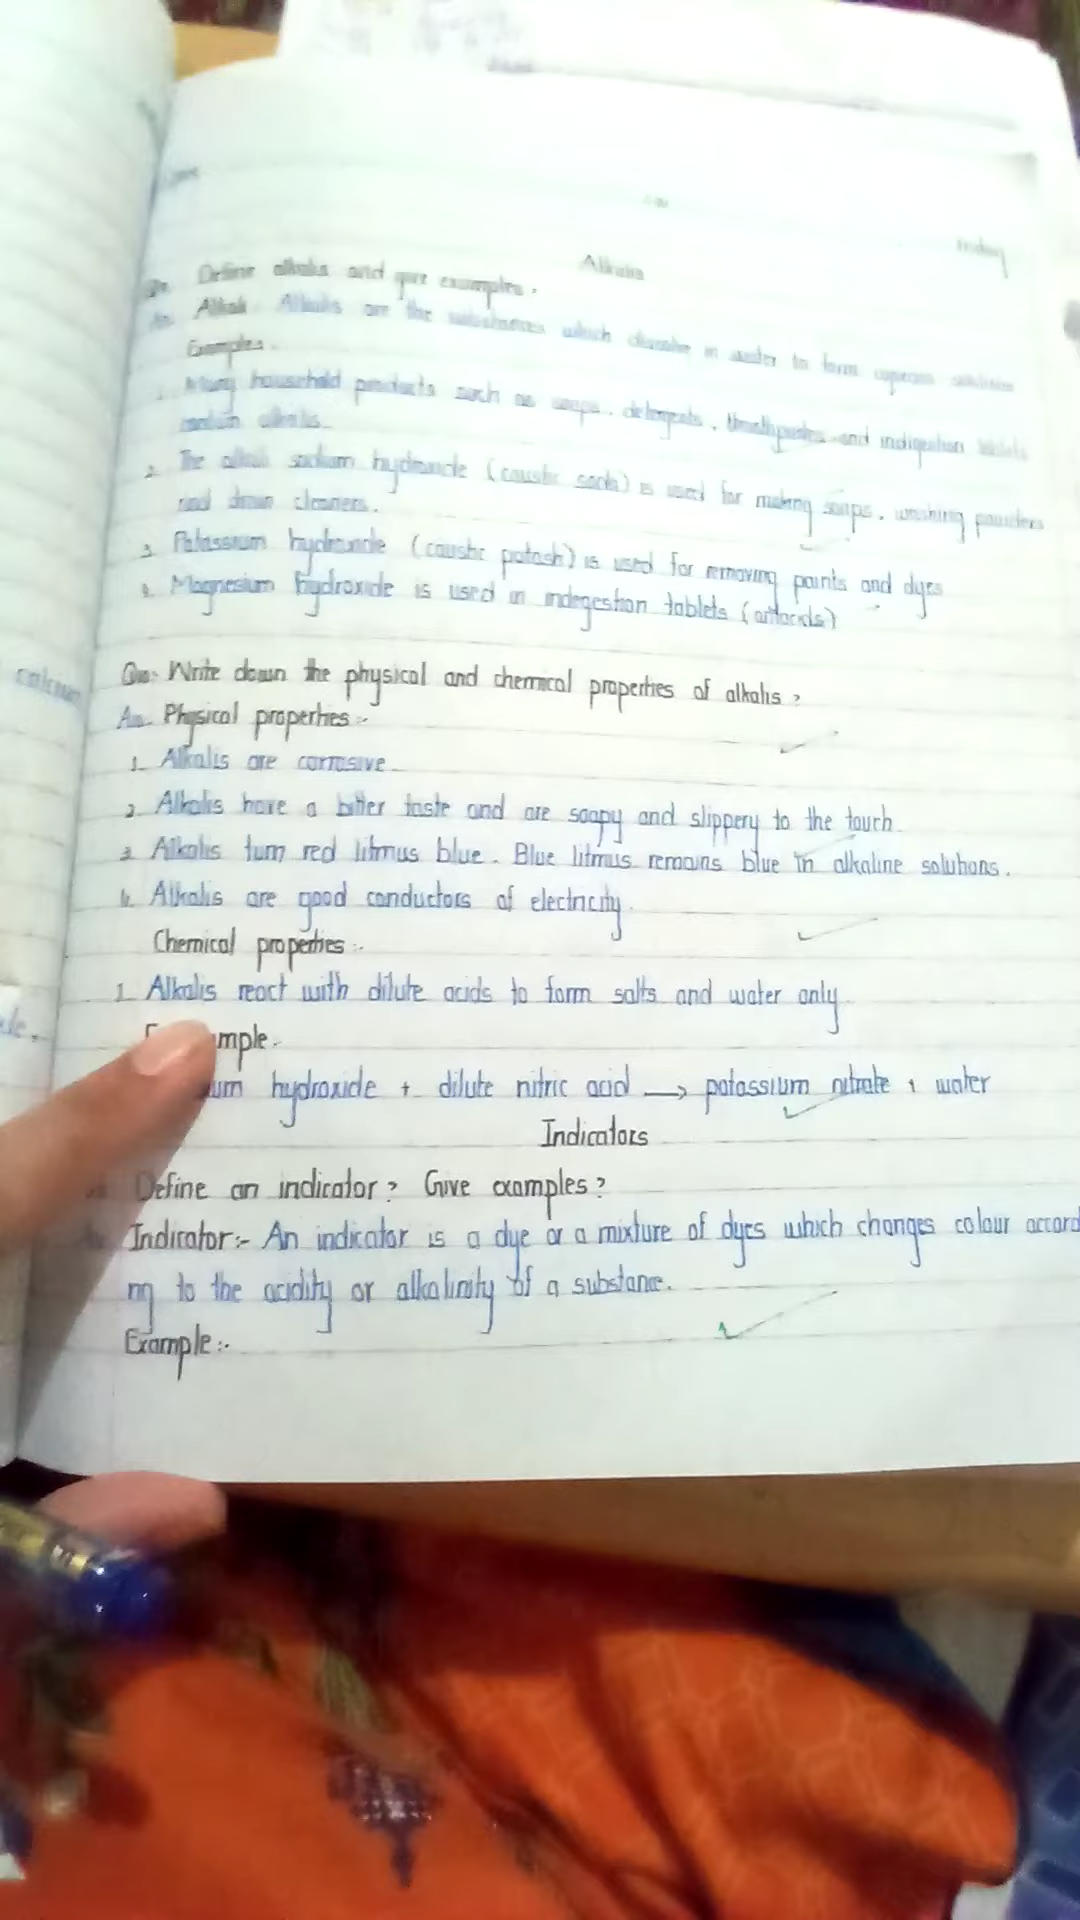 Alkalis
Define alkalis and give examples.
Alkali Alkalis are the substances which dissolve in water to form aqueous solutions
Examples.
Many household products such as soaps, detergents, and indigestion tablets
contain alkalis.
2. The alkali sodium hydroxide (caustic soda) is used for making soaps, washing powders
and drain cleaners.
3. Potassium hydroxide (caustic potash) is used for removing paints and dyes
4. Magnesium hydroxide is used in indegestion tablets (antacids)
calcium
Qno: Write down the physical and chemical properties of alkalis?
Ans. Physical properties:-
1. Alkalis are corrosive.
2. Alkalis have a bitter taste and are soapy and slippery to the touch.
3. Alkalis turn red litmus blue. Blue litmus remains blue in alkaline solutions.
4. Alkalis are good conductors of electricity.
Chemical properties:-
1. Alkalis react with dilute acids to form salts and water only.
mple.
um hydroxide + dilute nitric acid → potassium nitrate + water
Indicators
Define an indicator? Give examples?
Indicator:- An indicator is a dye or a mixture of dyes which changes colour accord
ng to the acidity or alkalinity of a substance.
Example:-